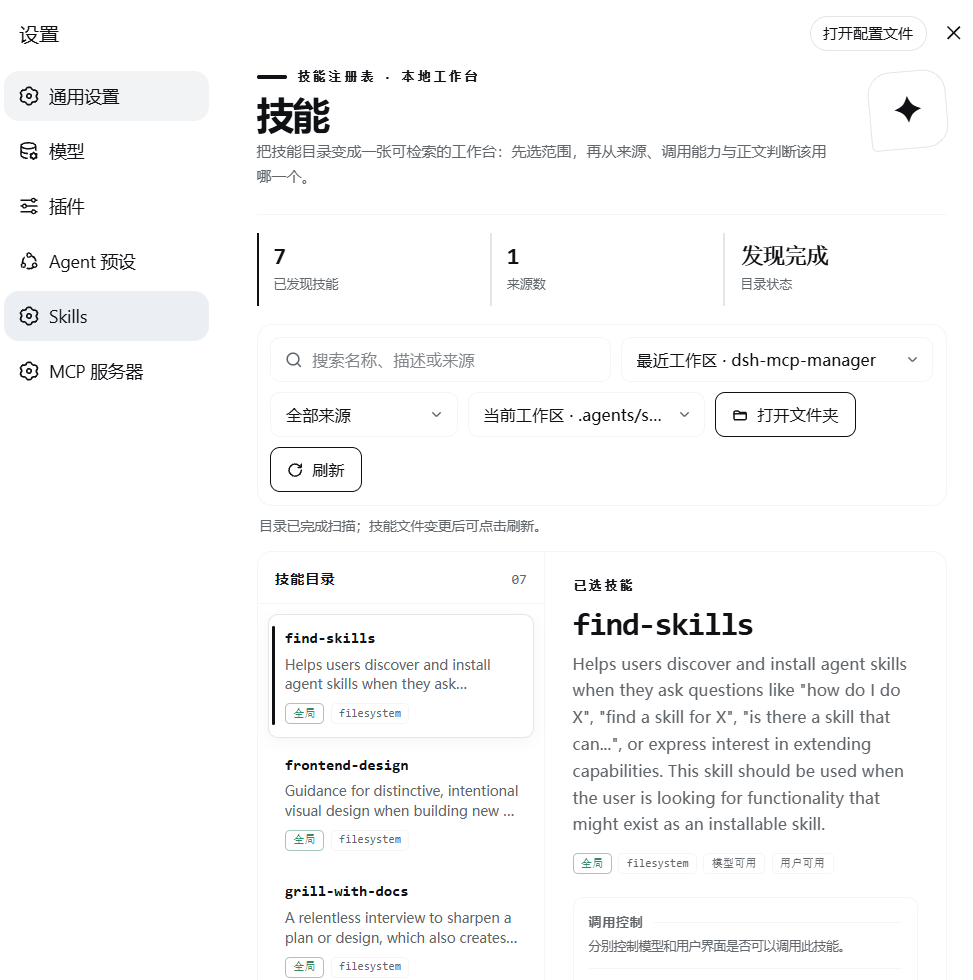 设置
打开配置文件
通用设置
模型
插件
Agent 预设
Skills
MCP 服务器
技能注册表 · 本地工作台
技能
把技能目录变成一张可检索的工作台：先选范围，再从来源、调用能力与正文判断该用
哪一个。
7
已发现技能
1
来源数
发现完成
目录状态
搜索名称、描述或来源
最近工作区 · dsh-mcp-manager
全部来源
当前工作区 · .agents/s...
打开文件夹
刷新
目录已完成扫描；技能文件变更后可点击刷新。
技能目录
07
find-skills
Helps users discover and install
agent skills when they ask...
全局
filesystem
frontend-design
Guidance for distinctive, intentional
visual design when building new ...
全局
filesystem
grill-with-docs
A relentless interview to sharpen a
plan or design, which also creates...
全局
filesystem
已选技能
find-skills
Helps users discover and install agent skills
when they ask questions like "how do I do
X", "find a skill for X", "is there a skill that
can...", or express interest in extending
capabilities. This skill should be used when
the user is looking for functionality that
might exist as an installable skill.
全局
filesystem
模型可用
用户可用
调用控制
分别控制模型和用户界面是否可以调用此技能。